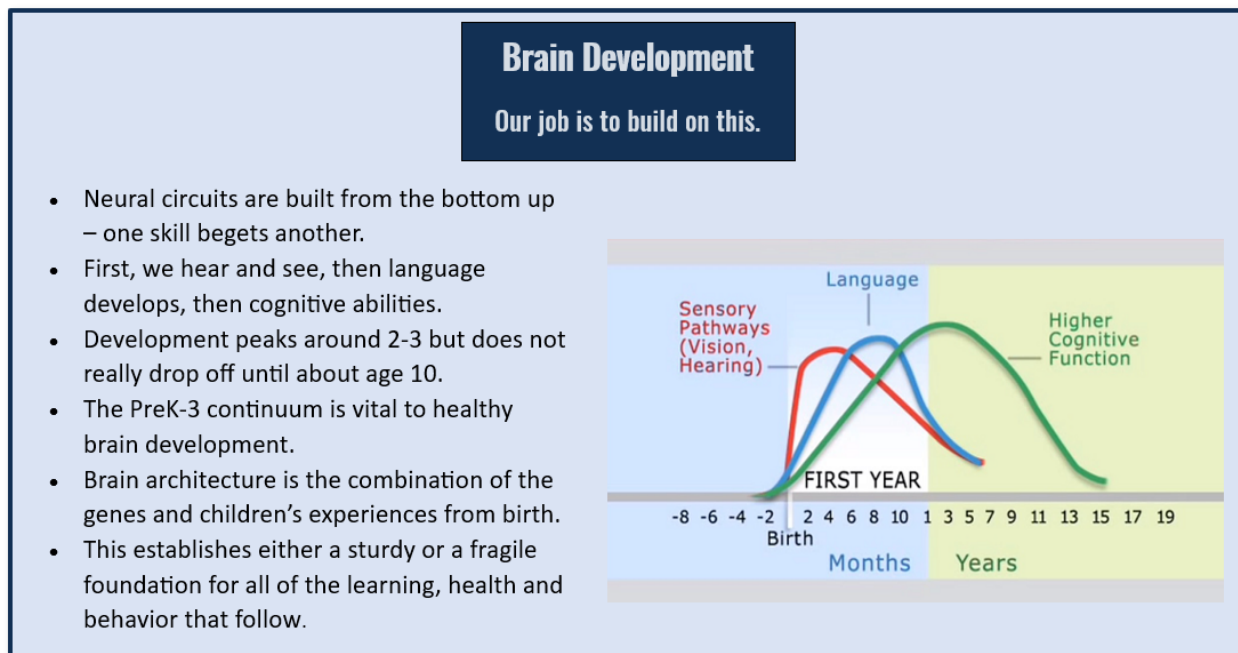 Brain Development
Our job is to build on this.
• Neural circuits are built from the bottom up
– one skill begets another.
• First, we hear and see, then language
develops, then cognitive abilities.
• Development peaks around 2-3 but does not
really drop off until about age 10.
• The PreK-3 continuum is vital to healthy
brain development.
• Brain architecture is the combination of the
genes and children’s experiences from birth.
• This establishes either a sturdy or a fragile
foundation for all of the learning, health and
behavior that follow.
Language
Sensory
Pathways
(Vision,
Hearing)
Higher
Cognitive
Function
FIRST YEAR
-8 -6 -4 -2 2 4 6 8 10 1 3 5 7 9 11 13 15 17 19
Birth
Months Years